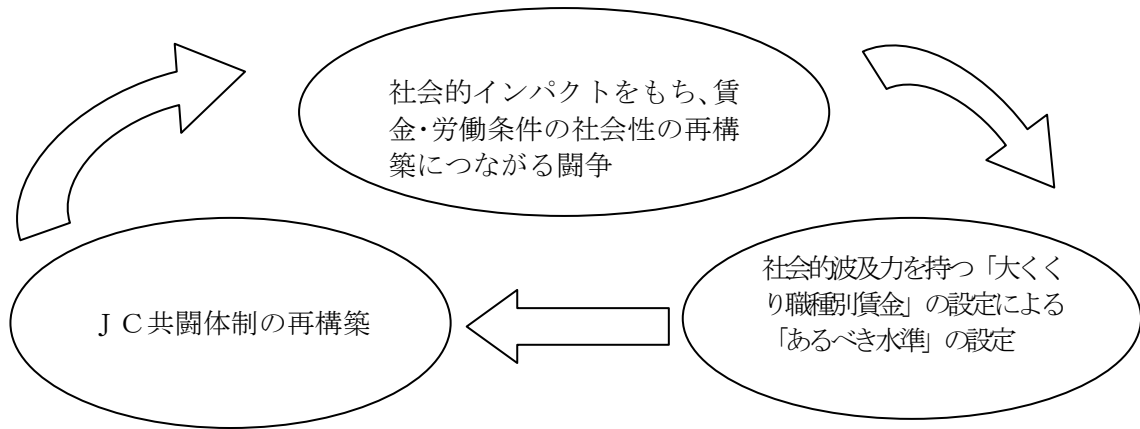 社会的インパクトをもち、賃
金・労働条件の社会性の再構
築につながる闘争
社会的波及力を持つ「大くく
り職種別賃金」の設定による
「あるべき水準」の設定
ＪＣ共闘体制の再構築